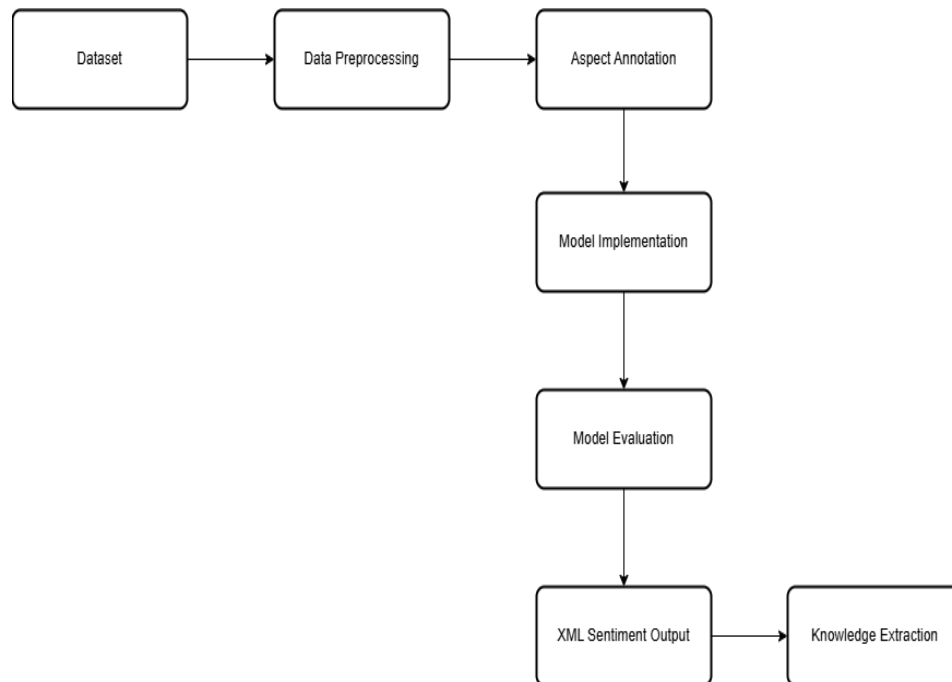 Dataset
Data Preprocessing
Aspect Annotation
Model Implementation
Model Evaluation
XML Sentiment Output
Knowledge Extraction